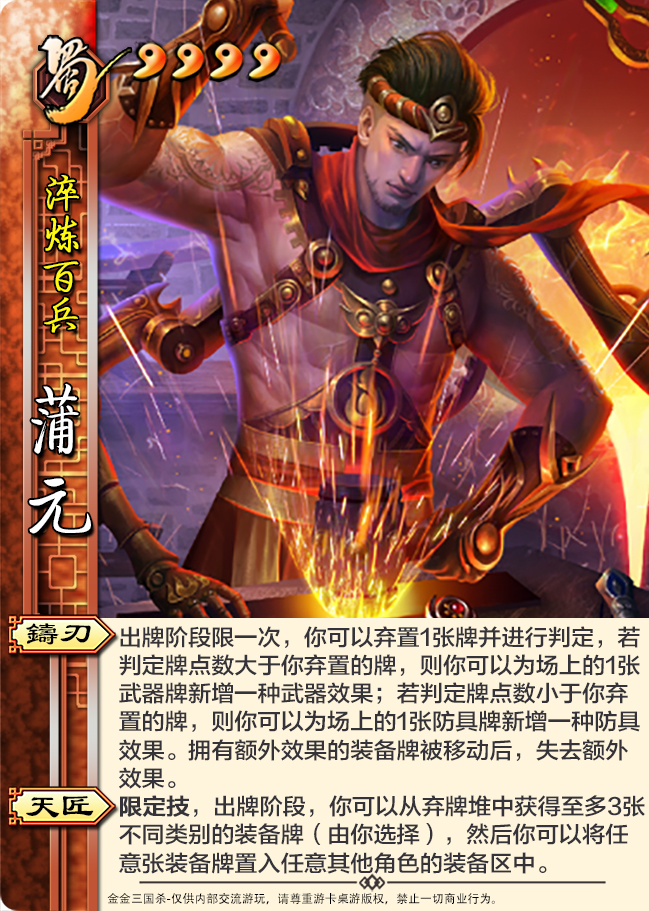 蜀
淬炼百兵
蒲元
鑄刃
出牌阶段限一次，你可以弃置1张牌并进行判定，若
判定牌点数大于你弃置的牌，则你可以为场上的1张
武器牌新增一种武器效果；若判定牌点数小于你弃
置的牌，则你可以为场上的1张防具牌新增一种防具
效果。拥有额外效果的装备牌被移动后，失去额外
效果。
天匠
限定技，出牌阶段，你可以从弃牌堆中获得至多3张
不同类别的装备牌（由你选择），然后你可以将任
意张装备牌置入任意其他角色的装备区中。
金金三国杀-仅供内部交流游玩，请尊重游卡桌游版权，禁止一切商业行为。